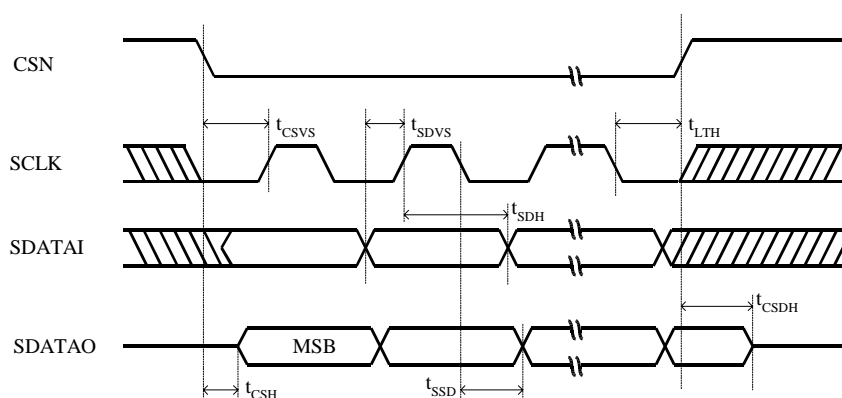 CSN
t_CSVS
t_SDVS
t_LTH
SCLK
t_SDH
SDATAI
t_CSDH
SDATAO
MSB
t_CSH
t_SSD